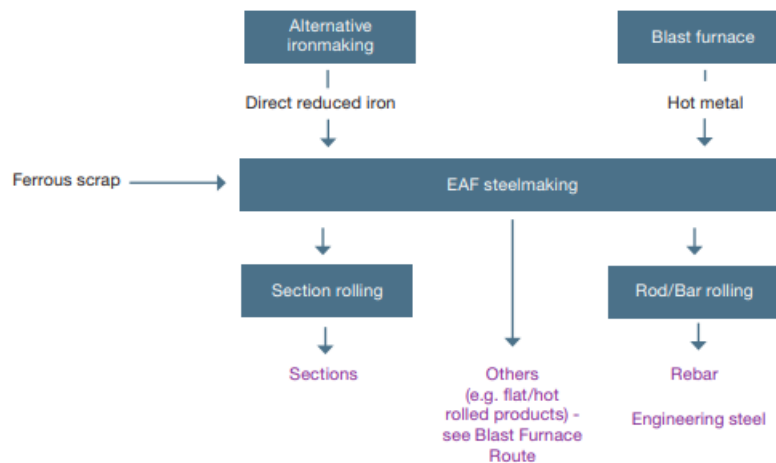 Alternative
ironmaking
Blast furnace
Direct reduced iron
Hot metal
Ferrous scrap
EAF steelmaking
Section rolling
Rod/Bar rolling
Sections
Others
(e.g. flat/hot
rolled products) -
see Blast Furnace
Route
Rebar
Engineering steel